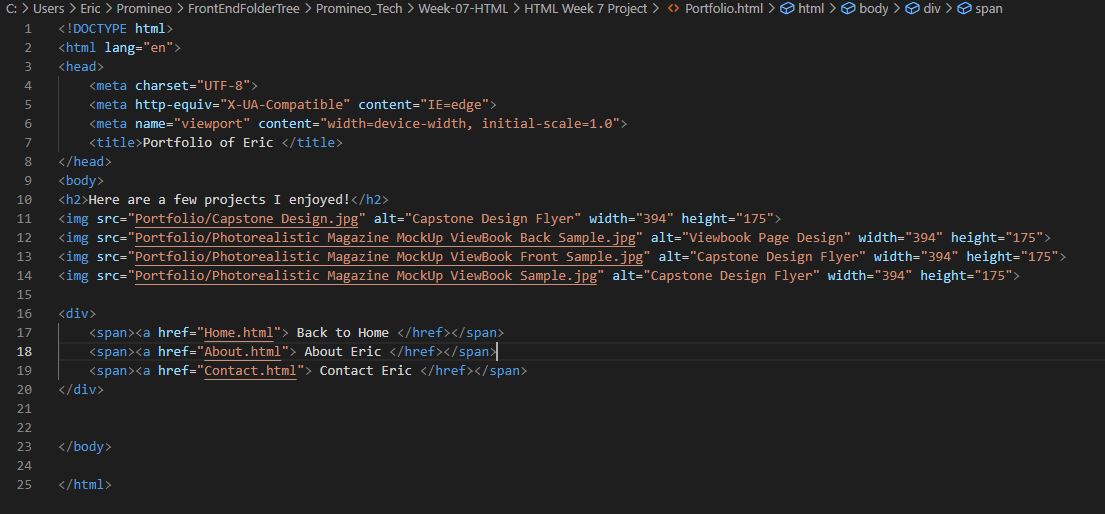 C: > Users > Eric > Promineo > FrontEndFolderTree > Promineo_Tech > Week-07-HTML > HTML Week 7 Project > <> Portfolio.html > html > body > div > span
1 <!DOCTYPE html>
2 <html lang="en">
3 <head>
4 <meta charset="UTF-8">
5 <meta http-equiv="X-UA-Compatible" content="IE=edge">
6 <meta name="viewport" content="width=device-width, initial-scale=1.0">
7 <title>Portfolio of Eric </title>
8 </head>
9 <body>
10 <h2>Here are a few projects I enjoyed!</h2>
11 <img src="Portfolio/Capstone Design.jpg" alt="Capstone Design Flyer" width="394" height="175">
12 <img src="Portfolio/Photorealistic Magazine MockUp ViewBook Back Sample.jpg" alt="Viewbook Page Design" width="394" height="175">
13 <img src="Portfolio/Photorealistic Magazine MockUp ViewBook Front Sample.jpg" alt="Capstone Design Flyer" width="394" height="175">
14 <img src="Portfolio/Photorealistic Magazine MockUp ViewBook Sample.jpg" alt="Capstone Design Flyer" width="394" height="175">
15
16 <div>
17 <span><a href="Home.html"> Back to Home </href></span>
18 <span><a href="About.html"> About Eric </href></span>
19 <span><a href="Contact.html"> Contact Eric </href></span>
20 </div>
21
22
23 </body>
24
25 </html>